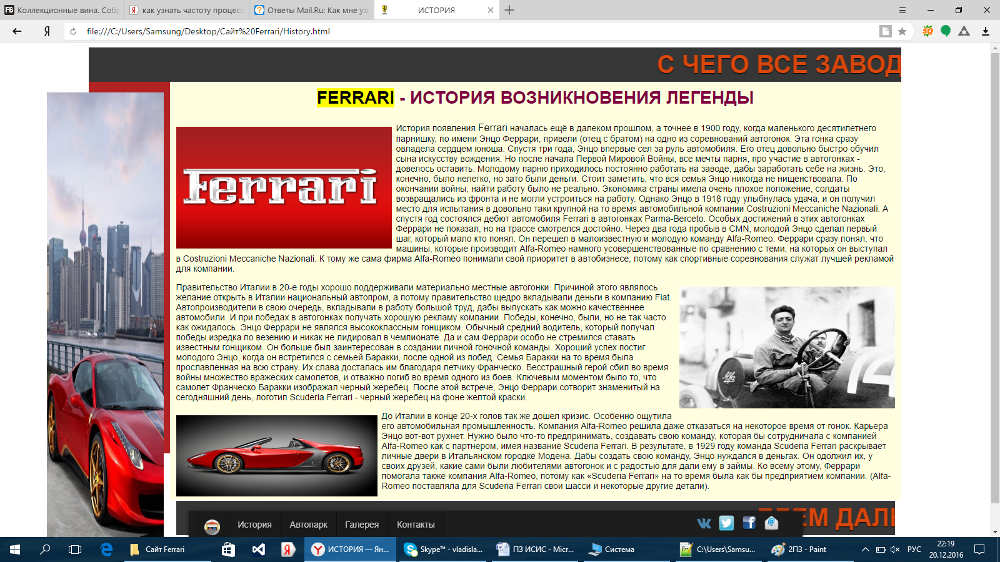 Коллекционные вина. Собр
как узнать частоту процесс
Ответы Mail.Ru: Как мне узн
ИСТОРИЯ
file:///C:/Users/Samsung/Desktop/Сайт%20Ferrari/History.html
С ЧЕГО ВСЕ ЗАВОД
FERRARI - ИСТОРИЯ ВОЗНИКНОВЕНИЯ ЛЕГЕНДЫ
Ferrari
История появления Ferrari началась ещё в далеком прошлом, а точнее в 1900 году, когда маленького десятилетнего
парнишку, по имени Энцо Феррари, привели (отец с братом) на одно из соревнований автогонок. Эта гонка сразу
овладела сердцем юноша. Спустя три года, Энцо впервые сел за руль автомобиля. Его отец довольно быстро обучил
сына искусству вождения. Но после начала Первой Мировой Войны, все мечты парня, про участие в автогонках -
довелось оставить. Молодому парню приходилось постоянно работать на заводе, дабы заработать себе на жизнь. Это,
конечно, было нелегко, но зато были деньги. Стоит заметить, что вся семья Энцо никогда не нищенствовала. По
окончании войны, найти работу было не реально. Экономика страны имела очень плохое положение, солдаты
возвращались из фронта и не могли устроиться на работу. Однако Энцо в 1918 году улыбнулась удача, и он получил
место для испытания в довольно таки крупной на то время автомобильной компании Costruzioni Meccaniche Nazionali. А
спустя год состоялся дебют автомобиля Ferrari в автогонках Parma-Berceto. Особых достижений в этих автогонках
Феррари не показал, но на трассе смотрелся достойно. Через два года пробыв в CMN, молодой Энцо сделал первый
шаг, который мало кто понял. Он перешел в малоизвестную и молодую команду Alfa-Romeo. Феррари сразу понял, что
машины, которые производит Alfa-Romeo намного усовершенствованные по сравнению с теми, на которых он выступал
в Costruzioni Meccaniche Nazionali. К тому же сама фирма Alfa-Romeo понимали свой приоритет в автобизнесе, потому как спортивные соревнования служат лучшей рекламой
для компании.
Правительство Италии в 20-е годы хорошо поддерживали материально местные автогонки. Причиной этого являлось
желание открыть в Италии национальный автопром, а потому правительство щедро вкладывали деньги в компанию Fiat.
Автопроизводители в свою очередь, вкладывали в работу большой труд, дабы выпускать как можно качественнее
автомобили. И при победах в автогонках получать хорошую рекламу компании. Победы, конечно, были, но не так часто
как ожидалось. Энцо Феррари не являлся высококлассным гонщиком. Обычный средний водитель, который получал
победы изредка по везению и никак не лидировал в чемпионате. Да и сам Феррари особо не стремился ставать
известным гонщиком. Он больше был заинтересован в создании личной гоночной команды. Хороший успех постиг
молодого Энцо, когда он встретился с семьей Баракки, после одной из побед. Семья Баракки на то время была
прославленная на всю страну. Их слава досталась им благодаря летчику Франческо. Бесстрашный герой сбил во время
войны множество вражеских самолетов, и отважно погиб во время одного из боев. Ключевым моментом было то, что
самолет Франческо Баракки изображал черный жеребец. После этой встрече, Энцо Феррари сотворит знаменитый на
сегодняшний день, логотип Scuderia Ferrari - черный жеребец на фоне желтой краски.
14
До Италии в конце 20-х голов так же дошел кризис. Особенно ощутила
его автомобильная промышленность. Компания Alfa-Romeo решила даже отказаться на некоторое время от гонок. Карьера
Энцо вот-вот рухнет. Нужно было что-то предпринимать, создавать свою команду, которая бы сотрудничала с компанией
Alfa-Romeo как с партнером, имея название Scuderia Ferrari. В результате, в 1929 году команда Scuderia Ferrari раскрывает
личные двери в Итальянском городке Модена. Дабы создать свою команду, Энцо нуждался в деньгах. Он одолжил их, у
своих друзей, какие сами были любителями автогонок и с радостью для дали ему в займы. Ко всему этому, Феррари
помогала также компания Alfa-Romeo, потому как «Scuderia Ferrari» на то время была как бы предприятием компании. (Alfa-
Romeo поставляла для Scuderia Ferrari свои шасси и некоторые другие детали).
ДАЛ
История
Автопарк
Галерея
Контакты
Сайт Ferrari
ИСТОРИЯ — Ян...
Skype™ - vladisla...
ПЗ ИСИС - Micr...
Система
C:\Users\Samsu...
2ПЗ - Paint
РУС
22:19
20.12.2016